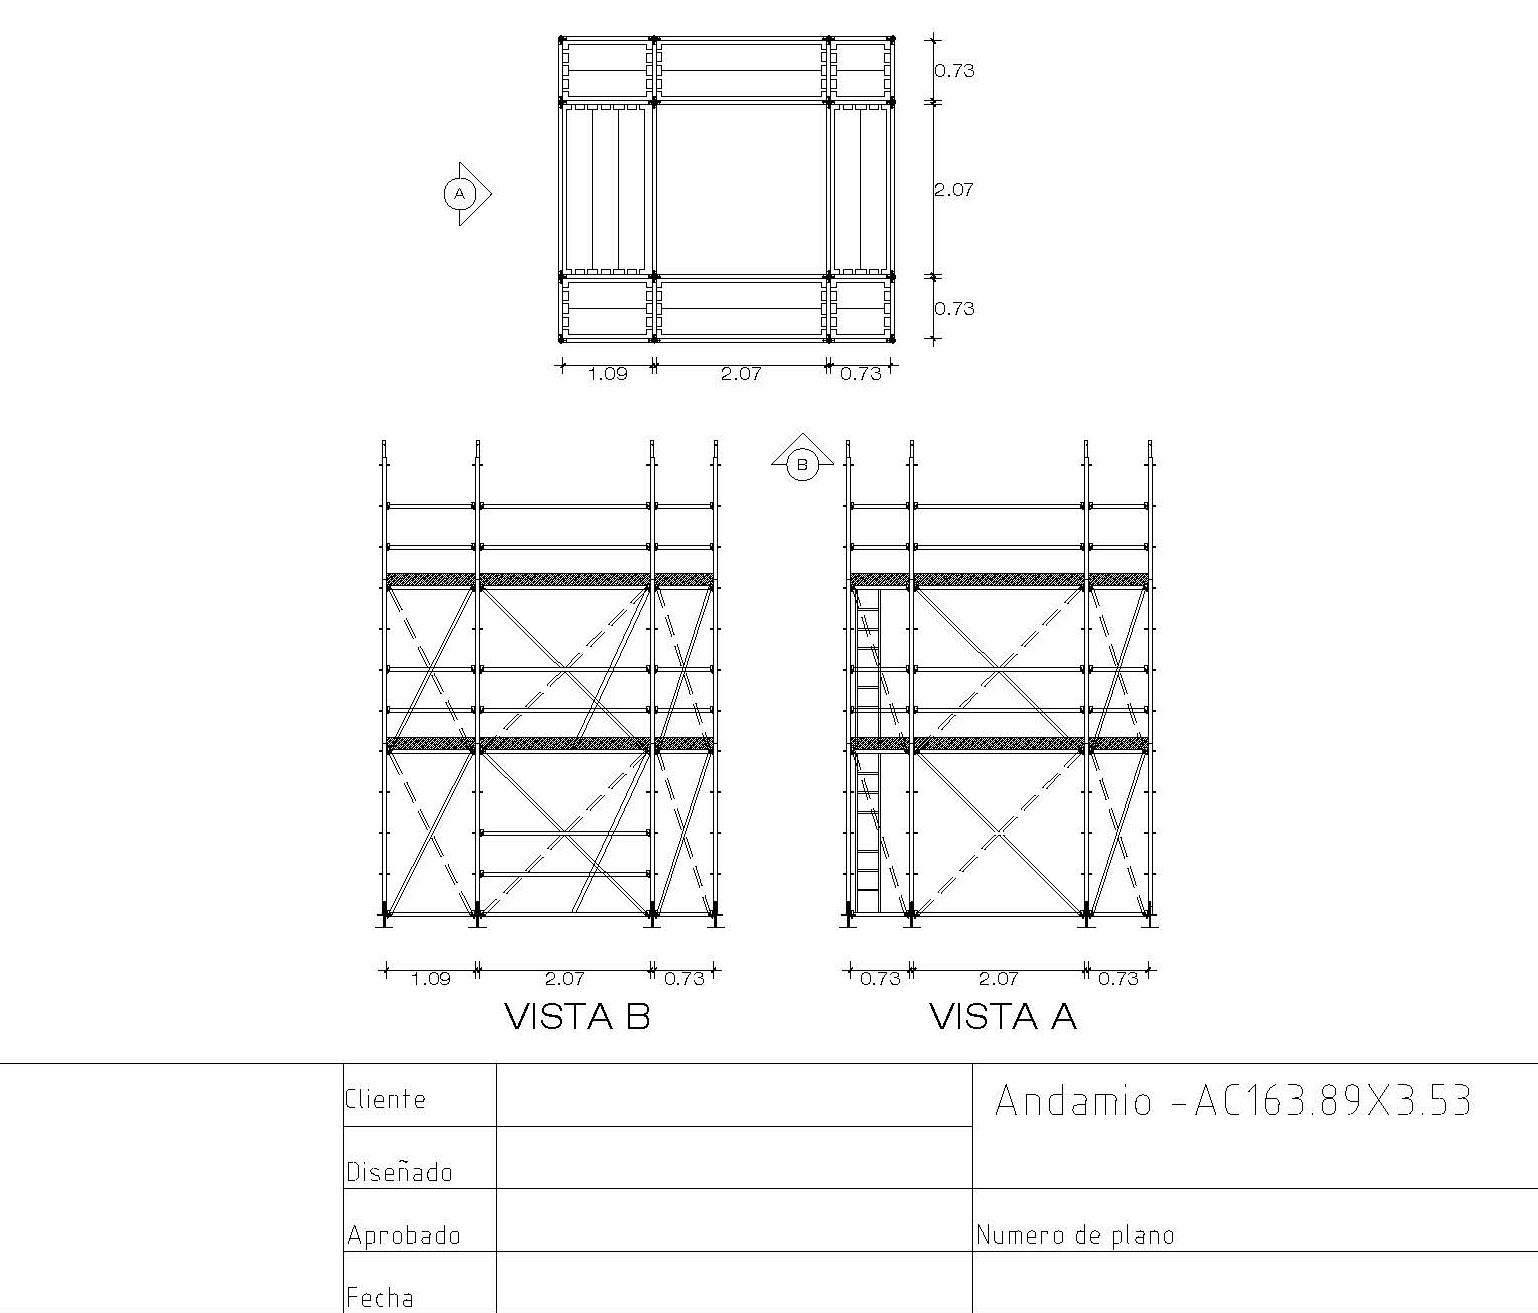 0.73
A
2.07
0.73
1.09 2.07 0.73
B
1.09 2.07 0.73
0.73 2.07 0.73
VISTA B
VISTA A
Cliente
Andamio -AC163.89X3.53
Diseñado
Aprobado
Numero de plano
Fecha